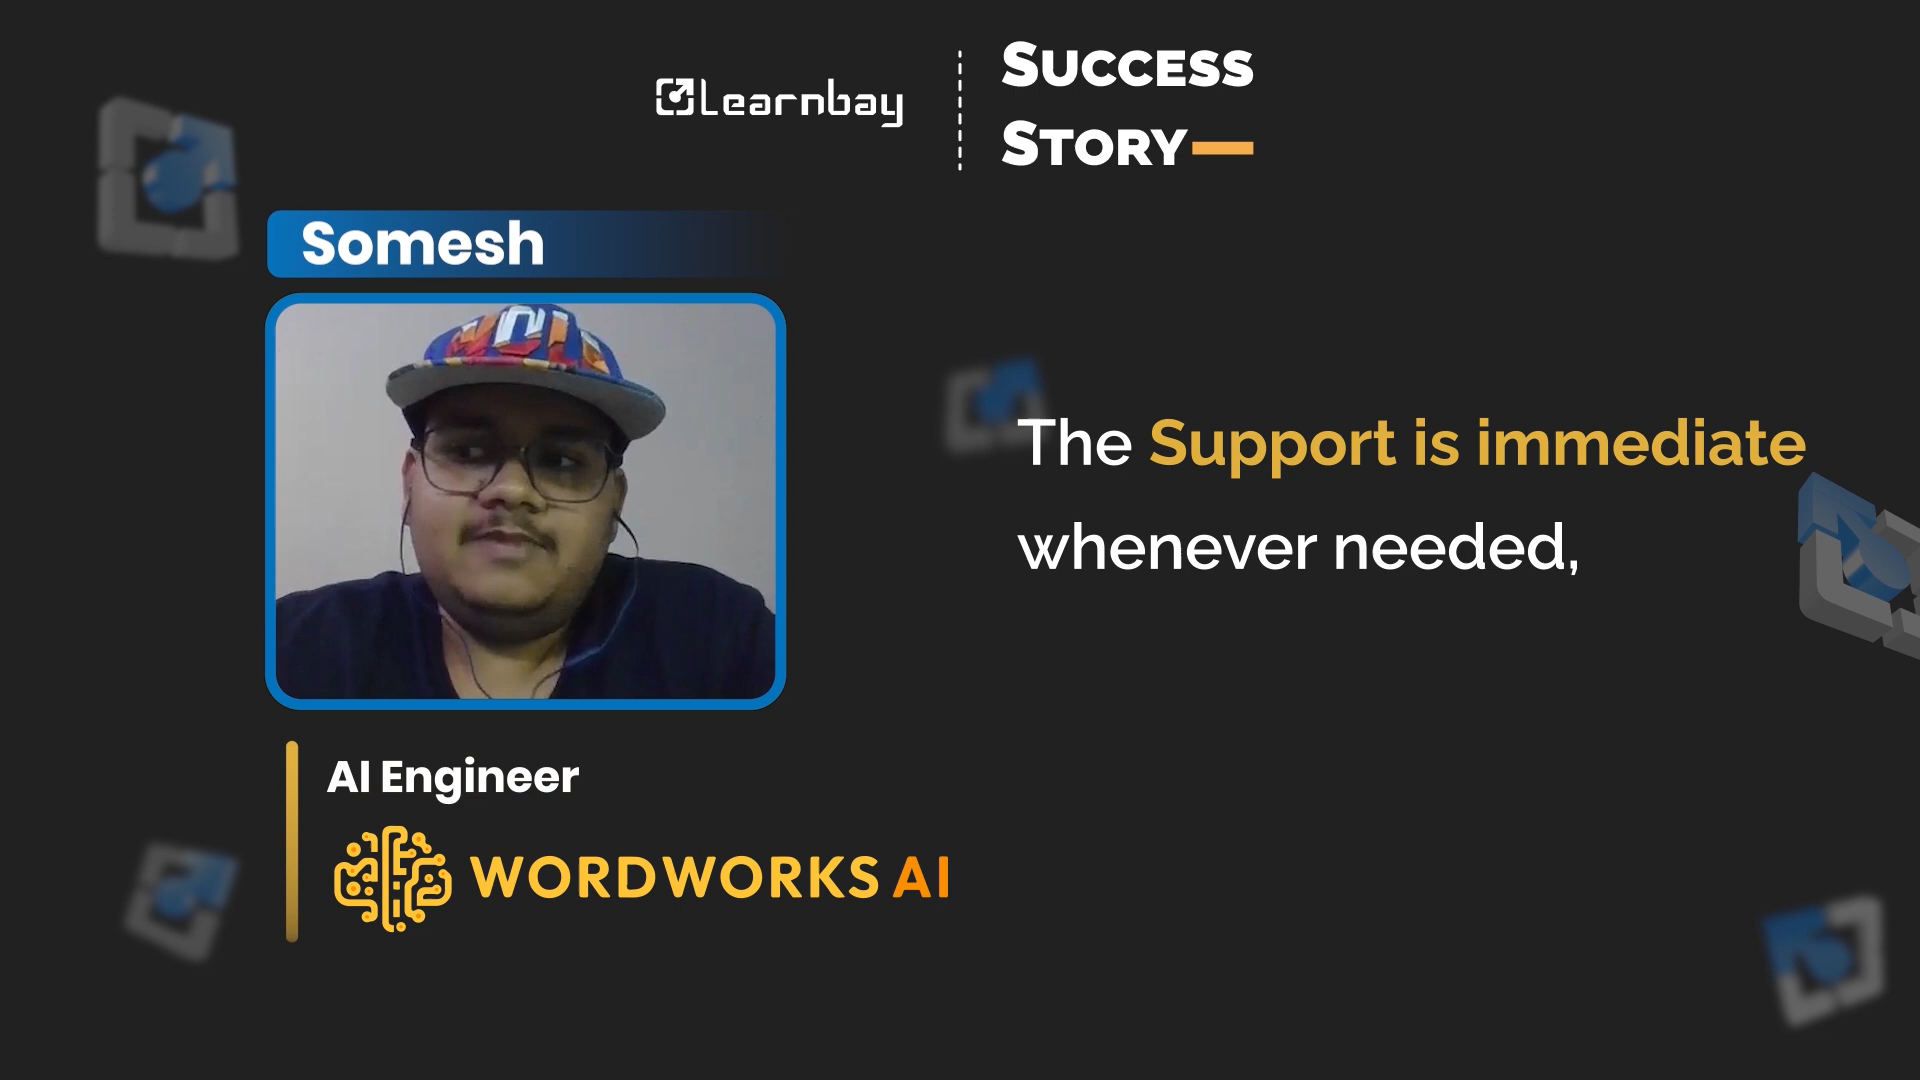 Learnbay
SUCCESS
STORY
Somesh
The Support is immediate
whenever needed,
AI Engineer
WORDWORKS AI